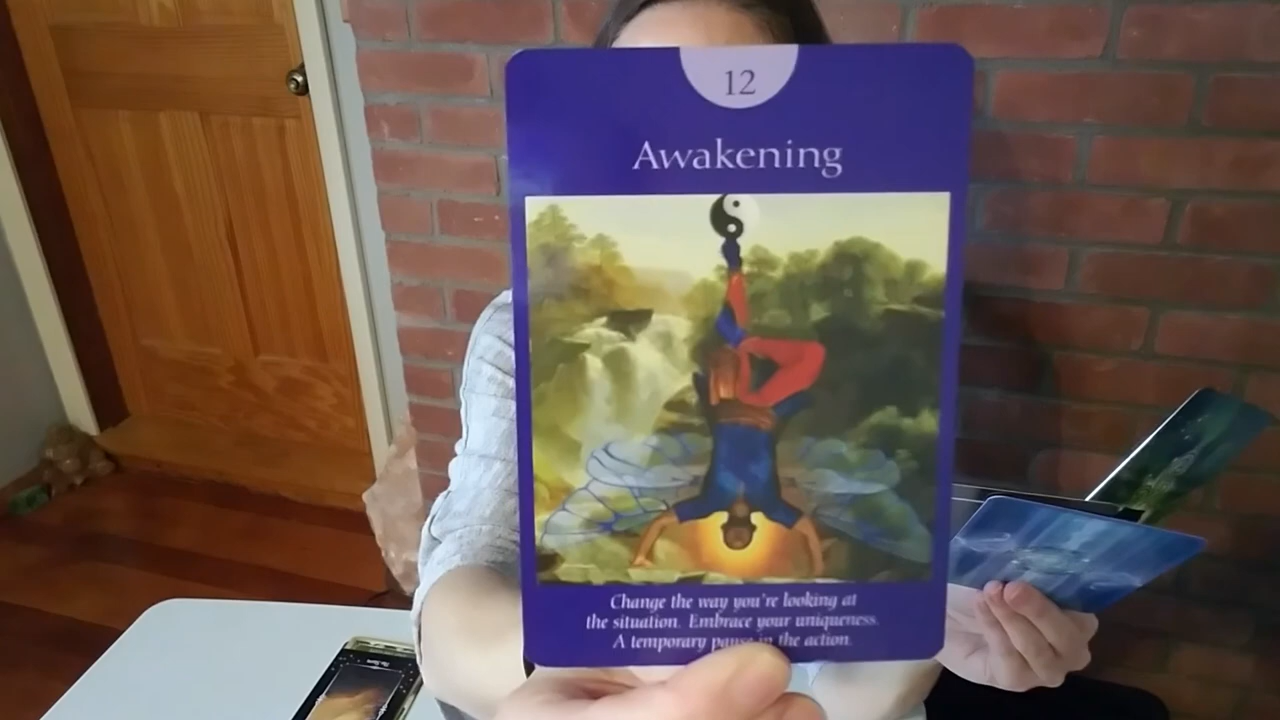 12
Awakening
Change the way you're looking at
the situation. Embrace your uniqueness.
A temporary pause in the action.